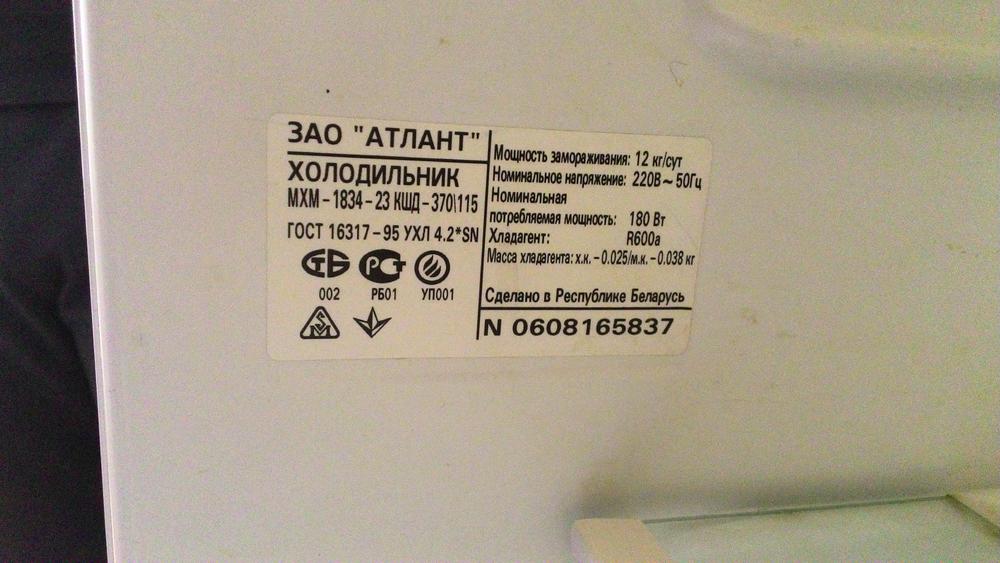 ЗАО "АТЛАНТ"
ХОЛОДИЛЬНИК
МХМ-1834-23 КШД-370\115
ГОСТ 16317-95 УХЛ 4.2*SN
СТБ РСТ
002 РБ01 УП001
Мощность замораживания: 12 кг/сут
Номинальное напряжение: 220В ~ 50Гц
Номинальная
потребляемая мощность: 180 Вт
Хладагент: R600a
Масса хладагента: х.к. - 0.025/м.к. - 0.038 кг
Сделано в Республике Беларусь
N 0608165837